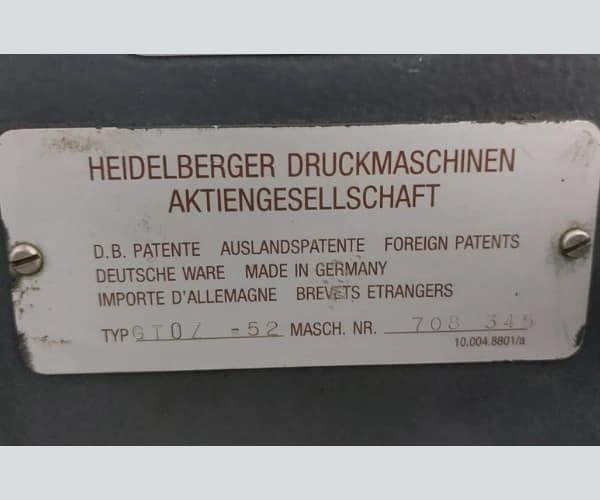 HEIDELBERGER DRUCKMASCHINEN
AKTIENGESELLSCHAFT
D.B. PATENTE AUSLANDSPATENTE FOREIGN PATENTS
DEUTSCHE WARE MADE IN GERMANY
IMPORTE D'ALLEMAGNE BREVETS ETRANGERS
TYP GTOZ -52 MASCH. NR. 708 345
10.004.8801/a